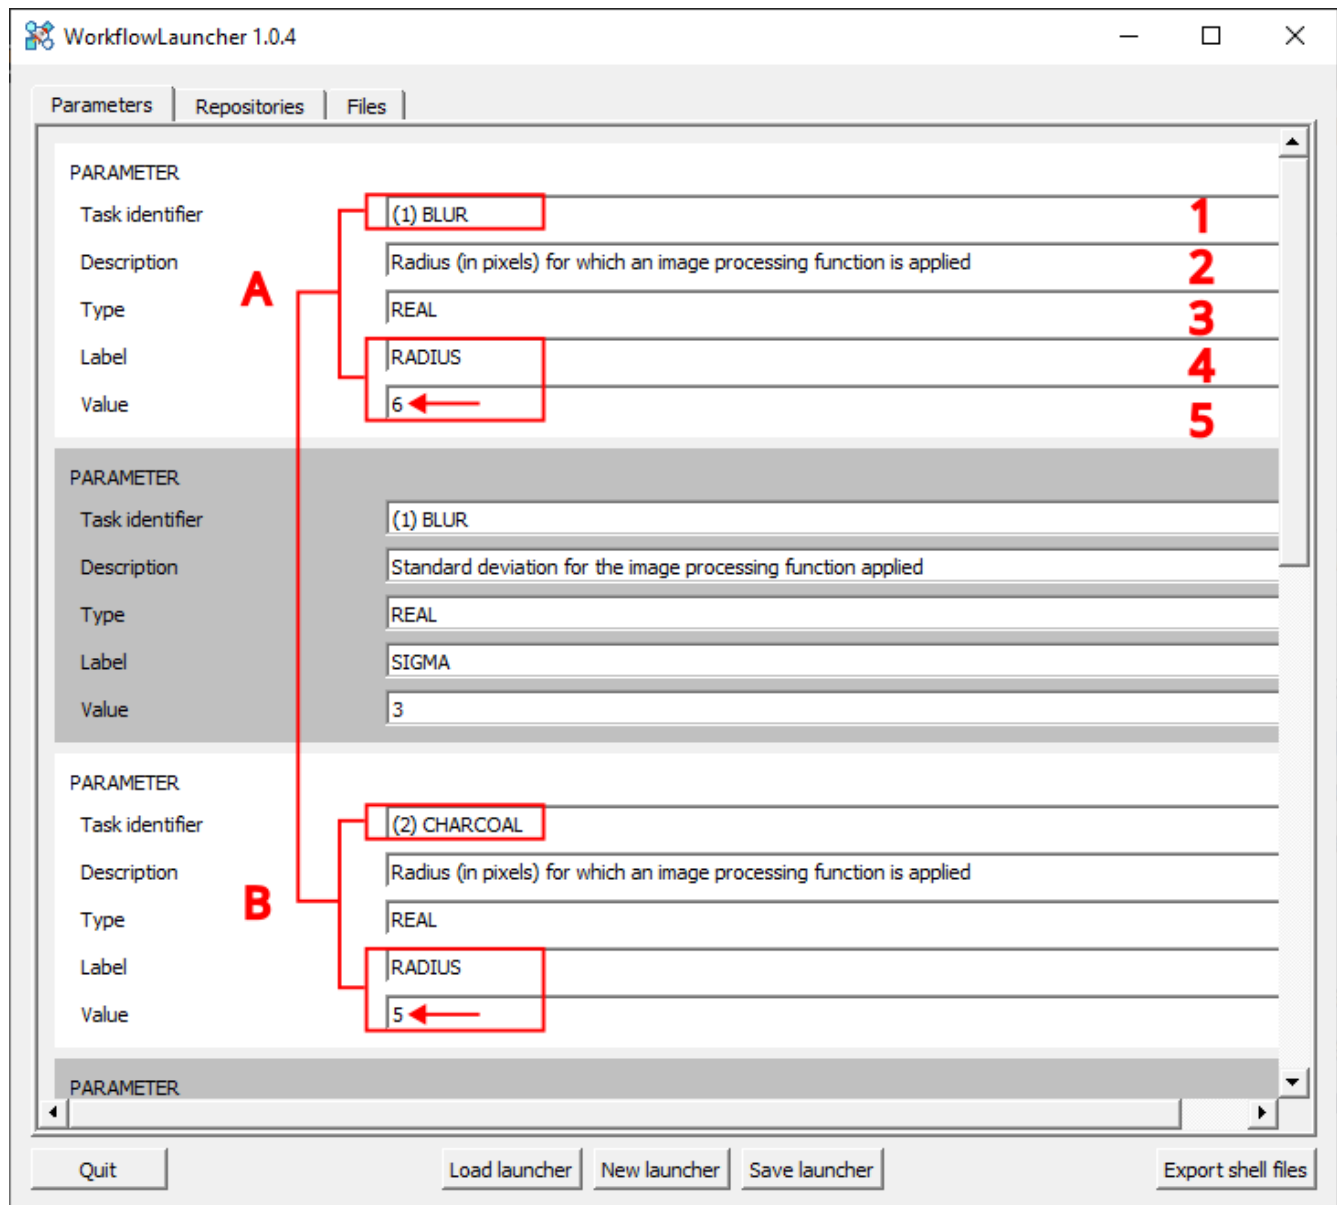 WorkflowLauncher 1.0.4
Parameters Repositories Files
PARAMETER
Task identifier (1) BLUR 1
Description Radius (in pixels) for which an image processing function is applied 2
A
Type REAL 3
Label RADIUS 4
Value 6 5
PARAMETER
Task identifier (1) BLUR
Description Standard deviation for the image processing function applied
Type REAL
Label SIGMA
Value 3
PARAMETER
Task identifier (2) CHARCOAL
Description Radius (in pixels) for which an image processing function is applied
B
Type REAL
Label RADIUS
Value 5
PARAMETER
Quit Load launcher New launcher Save launcher Export shell files